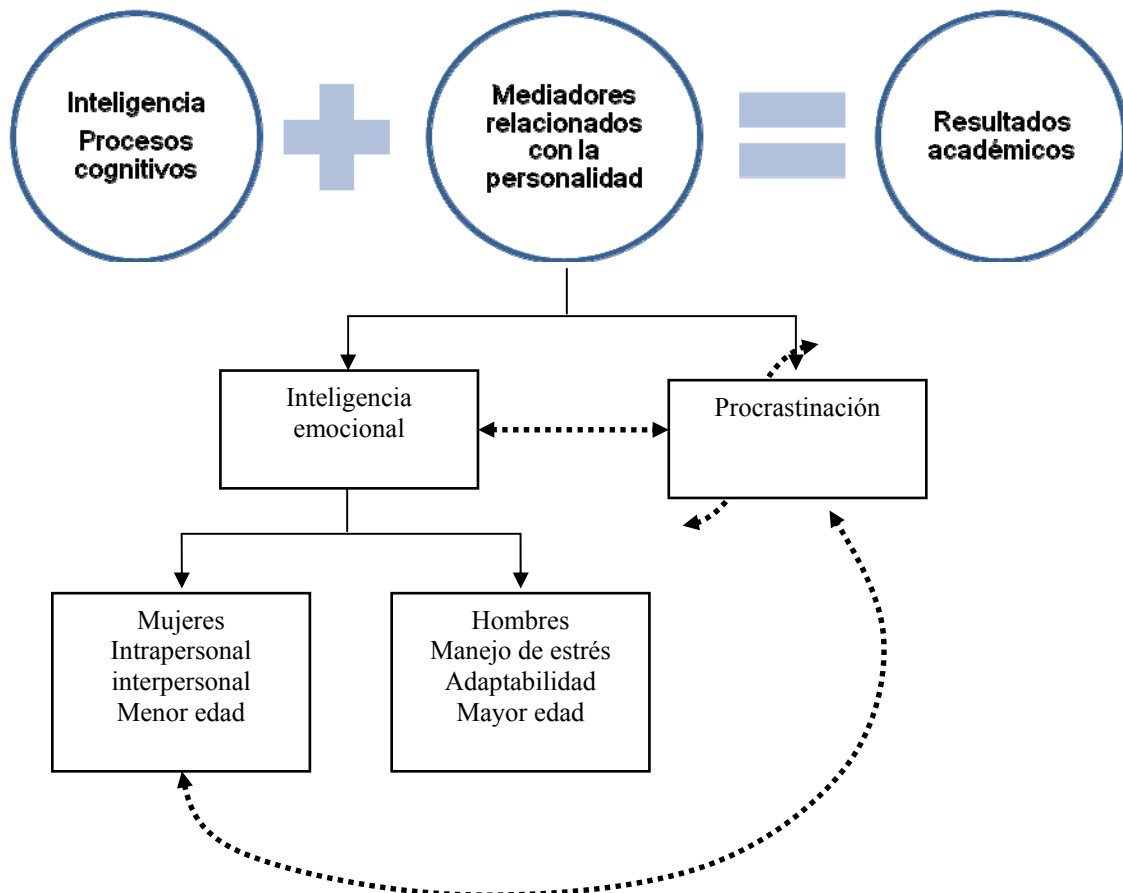 Inteligencia
Procesos
cognitivos
Mediadores
relacionados
con la
personalidad
Resultados
académicos
Inteligencia
emocional
Procrastinación
Mujeres
Intrapersonal
interpersonal
Menor edad
Hombres
Manejo de estrés
Adaptabilidad
Mayor edad